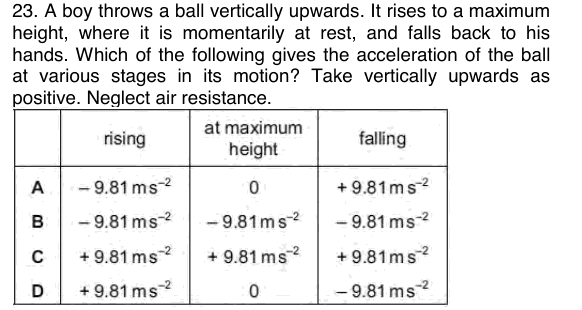 23. A boy throws a ball vertically upwards. It rises to a maximum
height, where it is momentarily at rest, and falls back to his
hands. Which of the following gives the acceleration of the ball
at various stages in its motion? Take vertically upwards as
positive. Neglect air resistance.
rising at maximum height falling
A – 9.81 m s⁻² 0 + 9.81 m s⁻²
B – 9.81 m s⁻² – 9.81 m s⁻² – 9.81 m s⁻²
C + 9.81 m s⁻² + 9.81 m s⁻² + 9.81 m s⁻²
D + 9.81 m s⁻² 0 – 9.81 m s⁻²